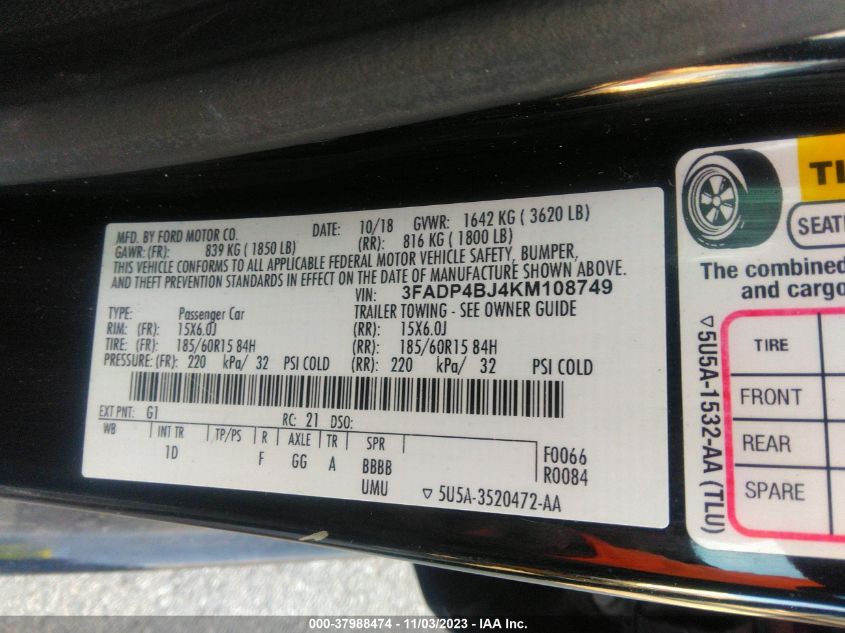 MFD. BY FORD MOTOR CO. DATE: 10/18 GVWR: 1642 KG ( 3620 LB)
GAWR: (FR): 839 KG ( 1850 LB) (RR): 816 KG ( 1800 LB)
THIS VEHICLE CONFORMS TO ALL APPLICABLE FEDERAL MOTOR VEHICLE SAFETY, BUMPER,
AND THEFT PREVENTION STANDARDS IN EFFECT ON THE DATE OF MANUFACTURE SHOWN ABOVE.
VIN: 3FADP4BJ4KM108749
TYPE: Passenger Car TRAILER TOWING - SEE OWNER GUIDE
RIM: (FR): 15X6.0J (RR): 15X6.0J
TIRE: (FR): 185/60R15 84H (RR): 185/60R15 84H
PRESSURE: (FR): 220 kPa/ 32 PSI COLD (RR): 220 kPa/ 32 PSI COLD
EXT PNT: G1 RC: 21 DSO:
WB INT TR TP/PS R AXLE TR SPR
1D F GG A BBBB
UMU
F0066
R0084
▽ 5U5A-3520472-AA
TI
SEATI
The combined
and cargo
TIRE
FRONT
REAR
SPARE
▽ 5U5A-1532-AA (TLU)
000-37988474 — 11/03/2023 — IAA Inc.